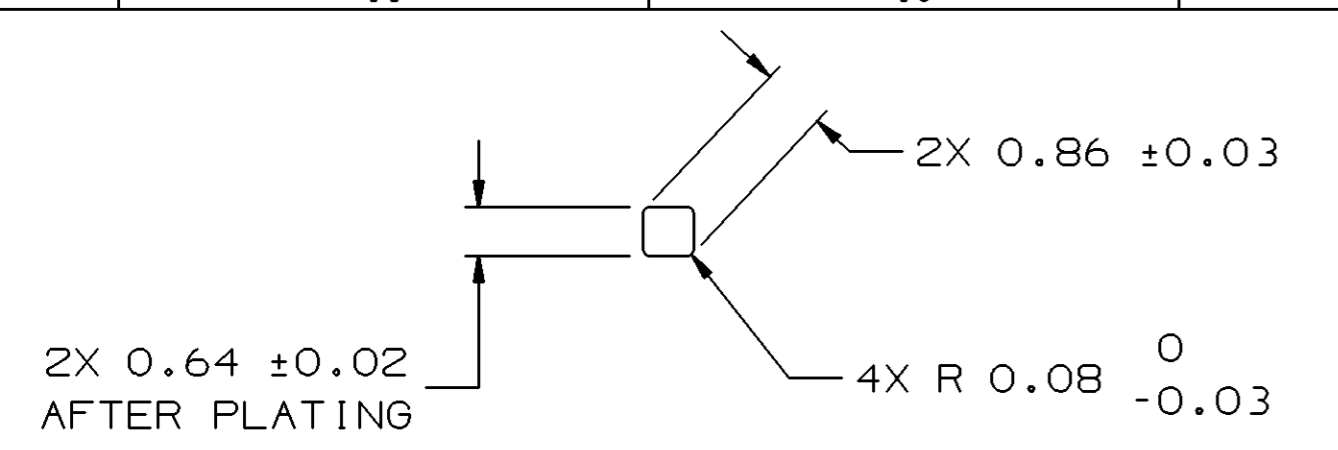 2X 0.86 ±0.03
2X 0.64 ±0.02
AFTER PLATING
4X R 0.08 0
-0.03